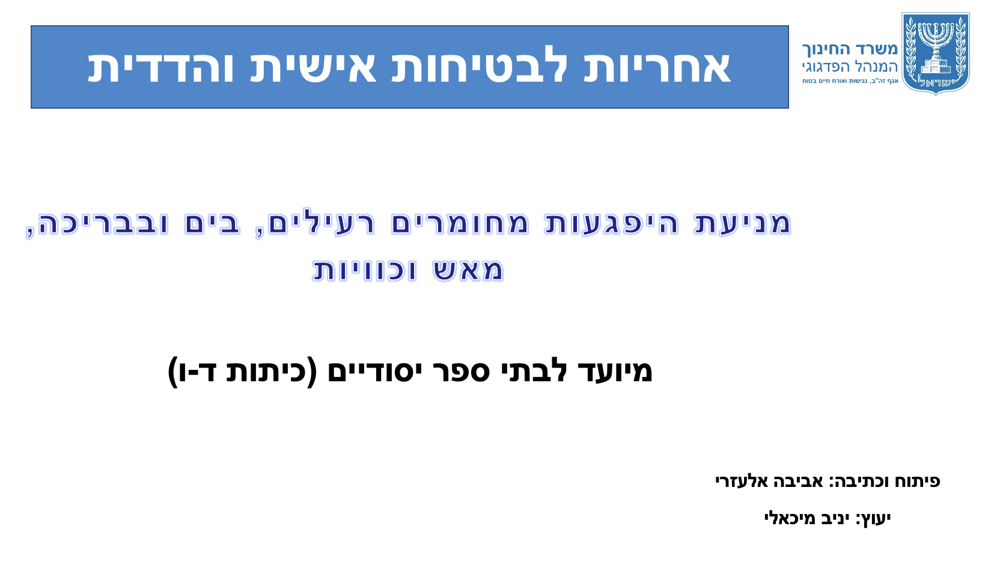 אחריות לבטיחות אישית והדדית
משרד החינוך
המנהל הפדגוגי
אגף זה"ב, נגישות ואורח חיים בטוח
ישראל
מניעת היפגעות מחומרים רעילים, בים ובבריכה,
מאש וכוויות
מיועד לבתי ספר יסודיים (כיתות ד-ו)
פיתוח וכתיבה: אביבה אלעזרי
יעוץ: יניב מיכאלי